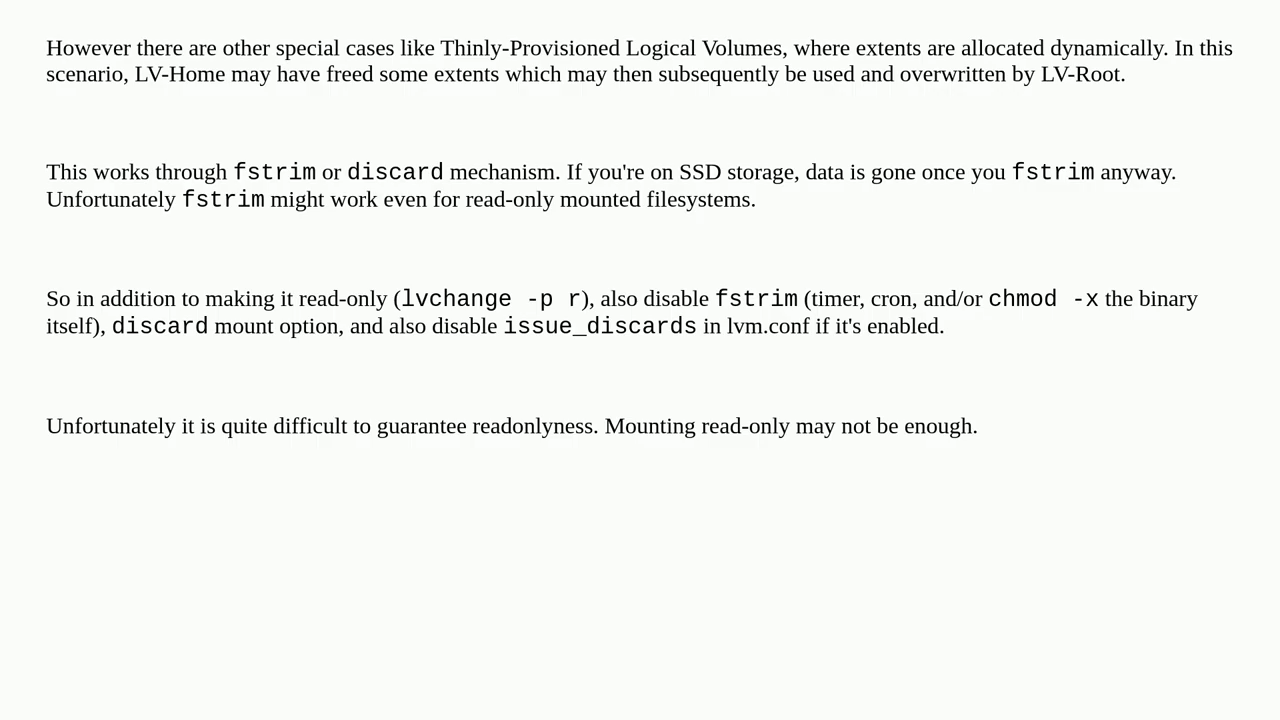 However there are other special cases like Thinly-Provisioned Logical Volumes, where extents are allocated dynamically. In this
scenario, LV-Home may have freed some extents which may then subsequently be used and overwritten by LV-Root.
This works through fstrim or discard mechanism. If you're on SSD storage, data is gone once you fstrim anyway.
Unfortunately fstrim might work even for read-only mounted filesystems.
So in addition to making it read-only (lvchange -p r), also disable fstrim (timer, cron, and/or chmod -x the binary
itself), discard mount option, and also disable issue_discards in lvm.conf if it's enabled.
Unfortunately it is quite difficult to guarantee readonlyness. Mounting read-only may not be enough.